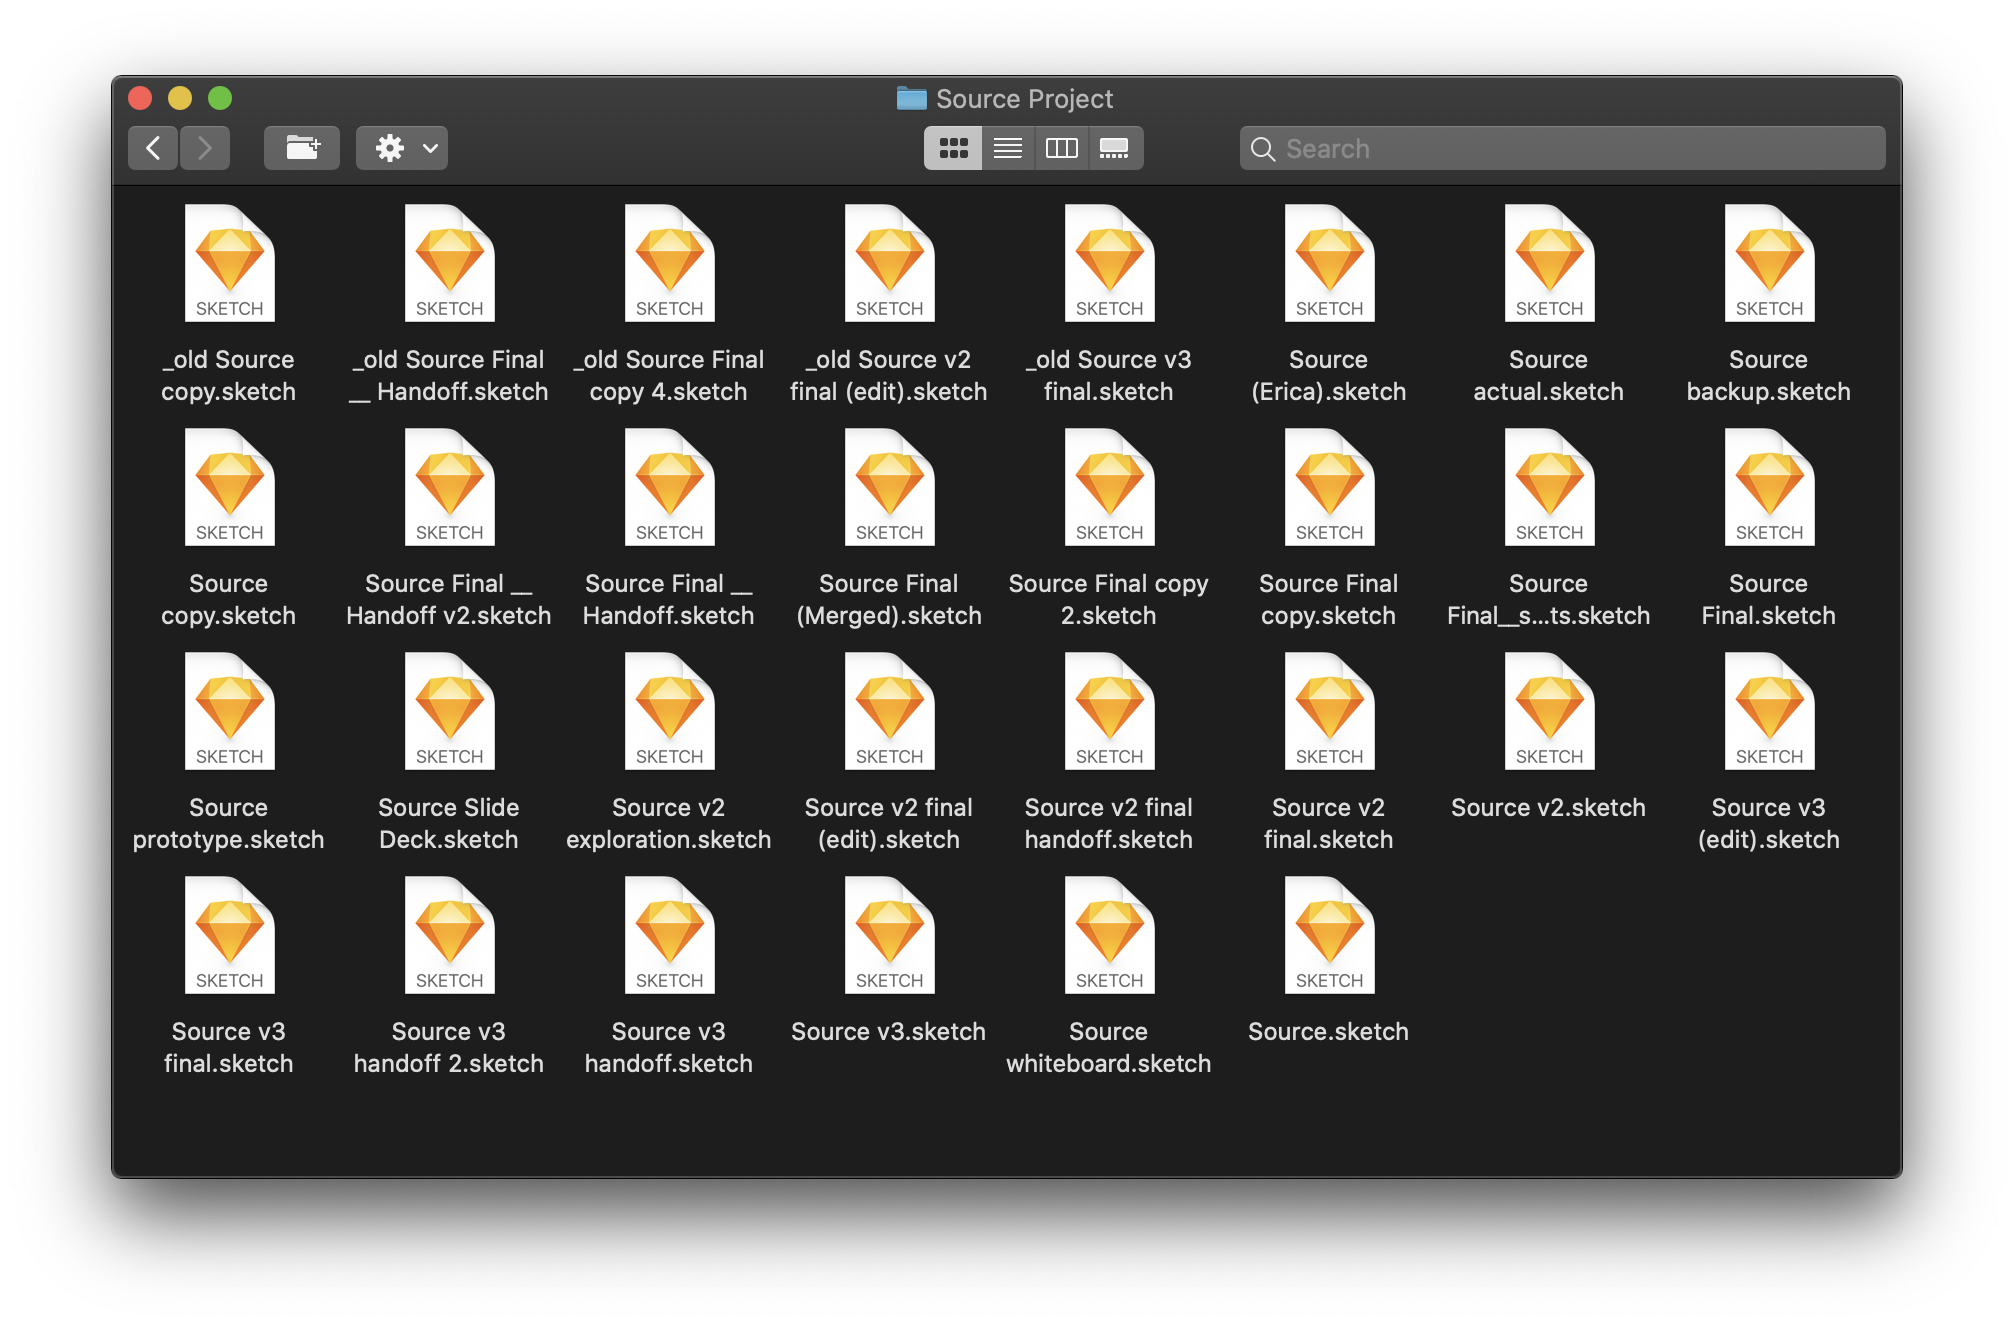 Source Project
Search
SKETCH SKETCH SKETCH SKETCH SKETCH SKETCH SKETCH SKETCH
_old Source copy.sketch
_old Source Final __ Handoff.sketch
_old Source Final copy 4.sketch
_old Source v2 final (edit).sketch
_old Source v3 final.sketch
Source (Erica).sketch
Source actual.sketch
Source backup.sketch
SKETCH SKETCH SKETCH SKETCH SKETCH SKETCH SKETCH SKETCH
Source copy.sketch
Source Final __ Handoff v2.sketch
Source Final __ Handoff.sketch
Source Final (Merged).sketch
Source Final copy 2.sketch
Source Final copy.sketch
Source Final__s...ts.sketch
Source Final.sketch
SKETCH SKETCH SKETCH SKETCH SKETCH SKETCH SKETCH SKETCH
Source prototype.sketch
Source Slide Deck.sketch
Source v2 exploration.sketch
Source v2 final (edit).sketch
Source v2 final handoff.sketch
Source v2 final.sketch
Source v2.sketch
Source v3 (edit).sketch
SKETCH SKETCH SKETCH SKETCH SKETCH SKETCH
Source v3 final.sketch
Source v3 handoff 2.sketch
Source v3 handoff.sketch
Source v3.sketch
Source whiteboard.sketch
Source.sketch